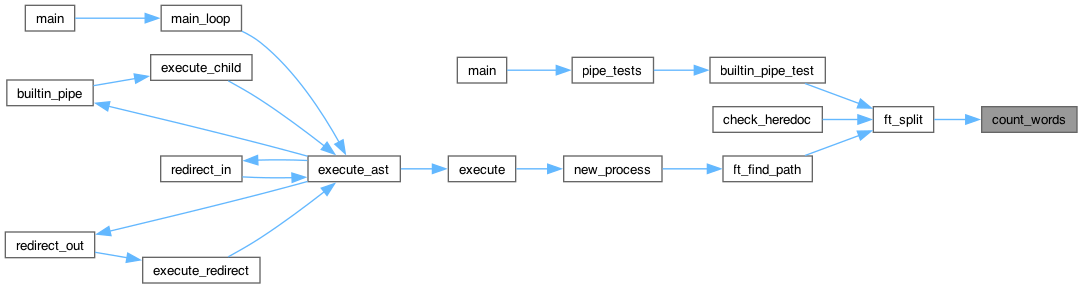 main
main_loop
execute_child
main
pipe_tests
builtin_pipe_test
builtin_pipe
check_heredoc
ft_split
count_words
redirect_in
execute_ast
execute
new_process
ft_find_path
redirect_out
execute_redirect